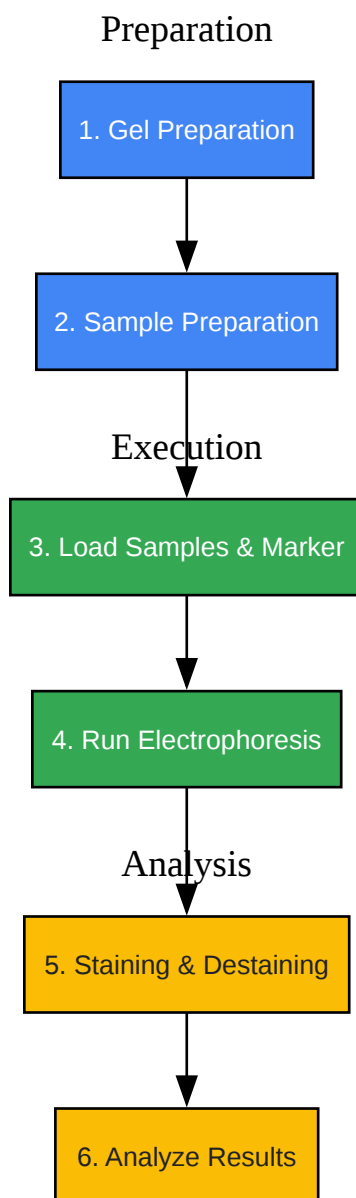 Preparation
1. Gel Preparation
2. Sample Preparation
Execution
3. Load Samples & Marker
4. Run Electrophoresis
Analysis
5. Staining & Destaining
6. Analyze Results